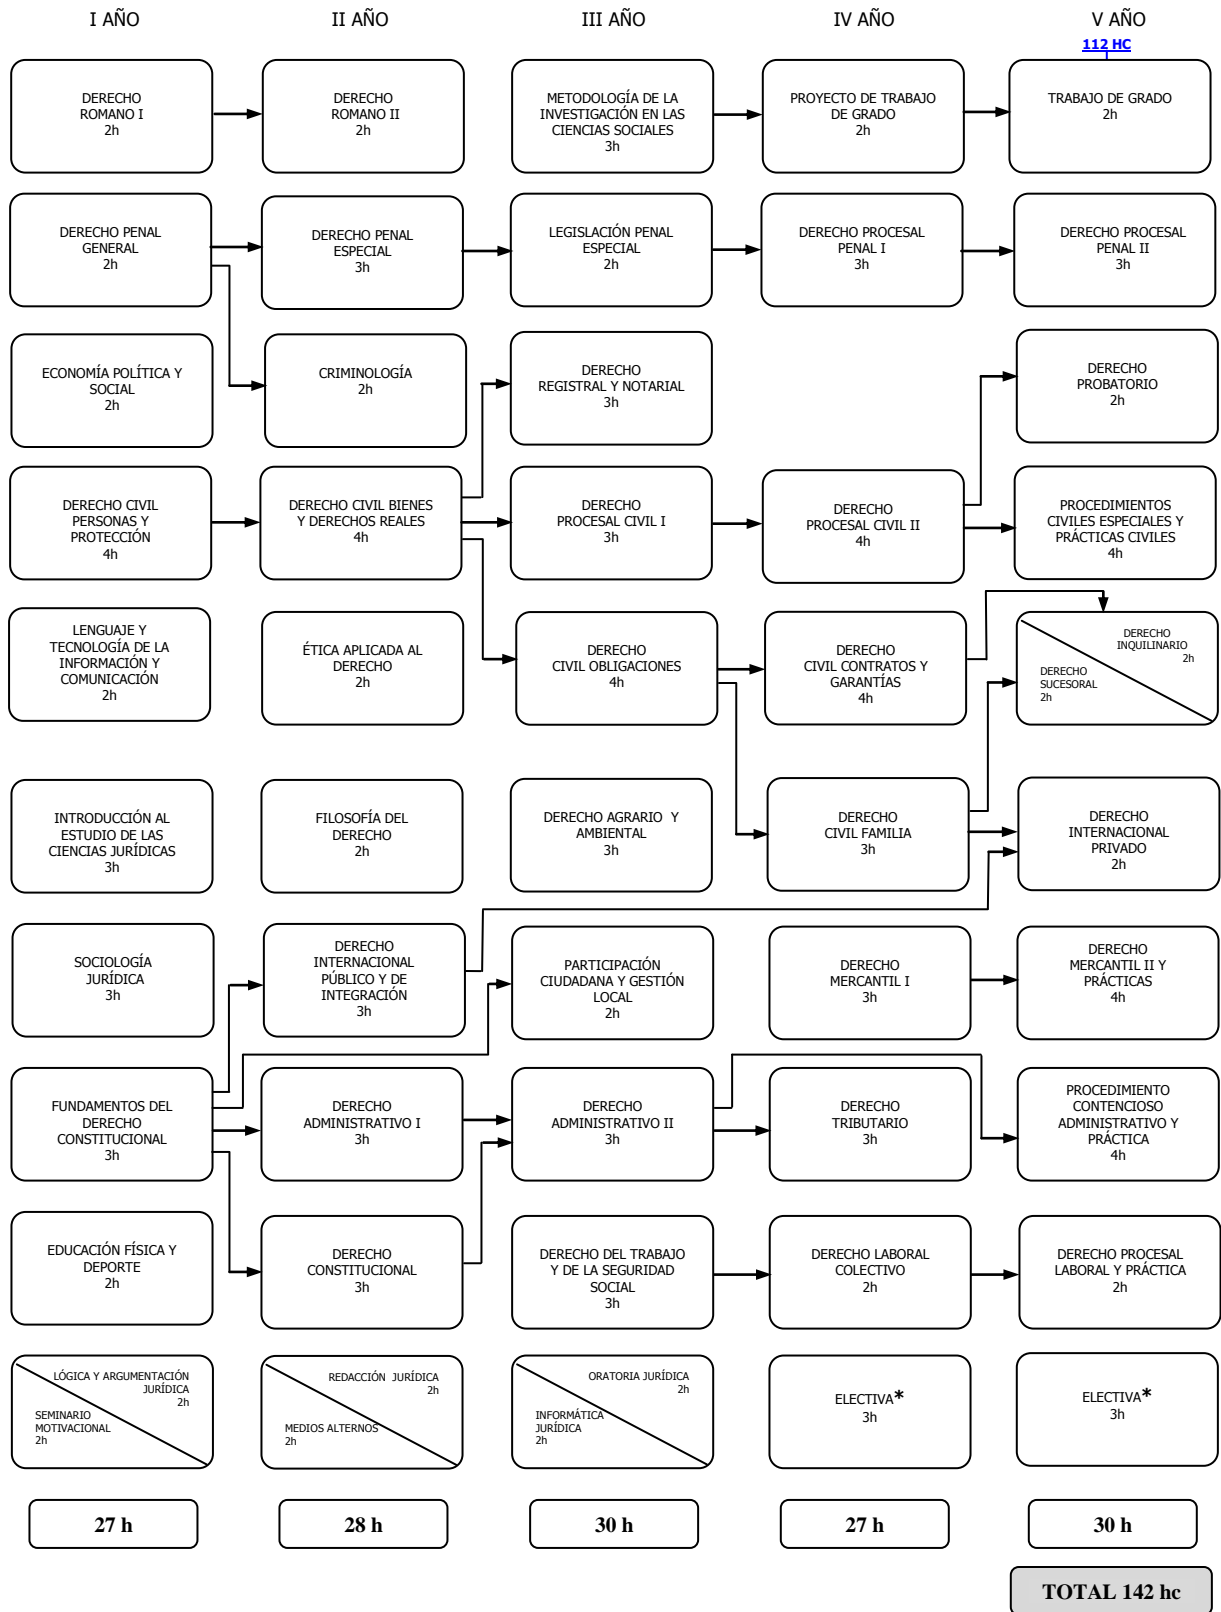 I AÑO
II AÑO
III AÑO
IV AÑO
V AÑO
112 HC
DERECHO
ROMANO I
2h
DERECHO
ROMANO II
2h
METODOLOGÍA DE LA
INVESTIGACIÓN EN LAS
CIENCIAS SOCIALES
3h
PROYECTO DE TRABAJO
DE GRADO
2h
TRABAJO DE GRADO
2h
DERECHO PENAL
GENERAL
2h
DERECHO PENAL
ESPECIAL
3h
LEGISLACIÓN PENAL
ESPECIAL
2h
DERECHO PROCESAL
PENAL I
3h
DERECHO PROCESAL
PENAL II
3h
ECONOMÍA POLÍTICA Y
SOCIAL
2h
CRIMINOLOGÍA
2h
DERECHO
REGISTRAL Y NOTARIAL
3h
DERECHO
PROBATORIO
2h
DERECHO CIVIL
PERSONAS Y
PROTECCIÓN
4h
DERECHO CIVIL BIENES
Y DERECHOS REALES
4h
DERECHO
PROCESAL CIVIL I
3h
DERECHO
PROCESAL CIVIL II
4h
PROCEDIMIENTOS
CIVILES ESPECIALES Y
PRÁCTICAS CIVILES
4h
LENGUAJE Y
TECNOLOGÍA DE LA
INFORMACIÓN Y
COMUNICACIÓN
2h
ÉTICA APLICADA AL
DERECHO
2h
DERECHO
CIVIL OBLIGACIONES
4h
DERECHO
CIVIL CONTRATOS Y
GARANTÍAS
4h
DERECHO
INQUILINARIO
2h
DERECHO
SUCESORAL
2h
INTRODUCCIÓN AL
ESTUDIO DE LAS
CIENCIAS JURÍDICAS
3h
FILOSOFÍA DEL
DERECHO
2h
DERECHO AGRARIO Y
AMBIENTAL
3h
DERECHO
CIVIL FAMILIA
3h
DERECHO
INTERNACIONAL
PRIVADO
2h
SOCIOLOGÍA
JURÍDICA
3h
DERECHO
INTERNACIONAL
PÚBLICO Y DE
INTEGRACIÓN
3h
PARTICIPACIÓN
CIUDADANA Y GESTIÓN
LOCAL
2h
DERECHO
MERCANTIL I
3h
DERECHO
MERCANTIL II Y
PRÁCTICAS
4h
FUNDAMENTOS DEL
DERECHO
CONSTITUCIONAL
3h
DERECHO
ADMINISTRATIVO I
3h
DERECHO
ADMINISTRATIVO II
3h
DERECHO
TRIBUTARIO
3h
PROCEDIMIENTO
CONTENCIOSO
ADMINISTRATIVO Y
PRÁCTICA
4h
EDUCACIÓN FÍSICA Y
DEPORTE
2h
DERECHO
CONSTITUCIONAL
3h
DERECHO DEL TRABAJO
Y DE LA SEGURIDAD
SOCIAL
3h
DERECHO LABORAL
COLECTIVO
2h
DERECHO PROCESAL
LABORAL Y PRÁCTICA
2h
LÓGICA Y ARGUMENTACIÓN
JURÍDICA
2h
SEMINARIO
MOTIVACIONAL
2h
REDACCIÓN JURÍDICA
2h
MEDIOS ALTERNOS
2h
ORATORIA JURÍDICA
2h
INFORMÁTICA
JURÍDICA
2h
ELECTIVA*
3h
ELECTIVA*
3h
27 h
28 h
30 h
27 h
30 h
TOTAL 142 hc